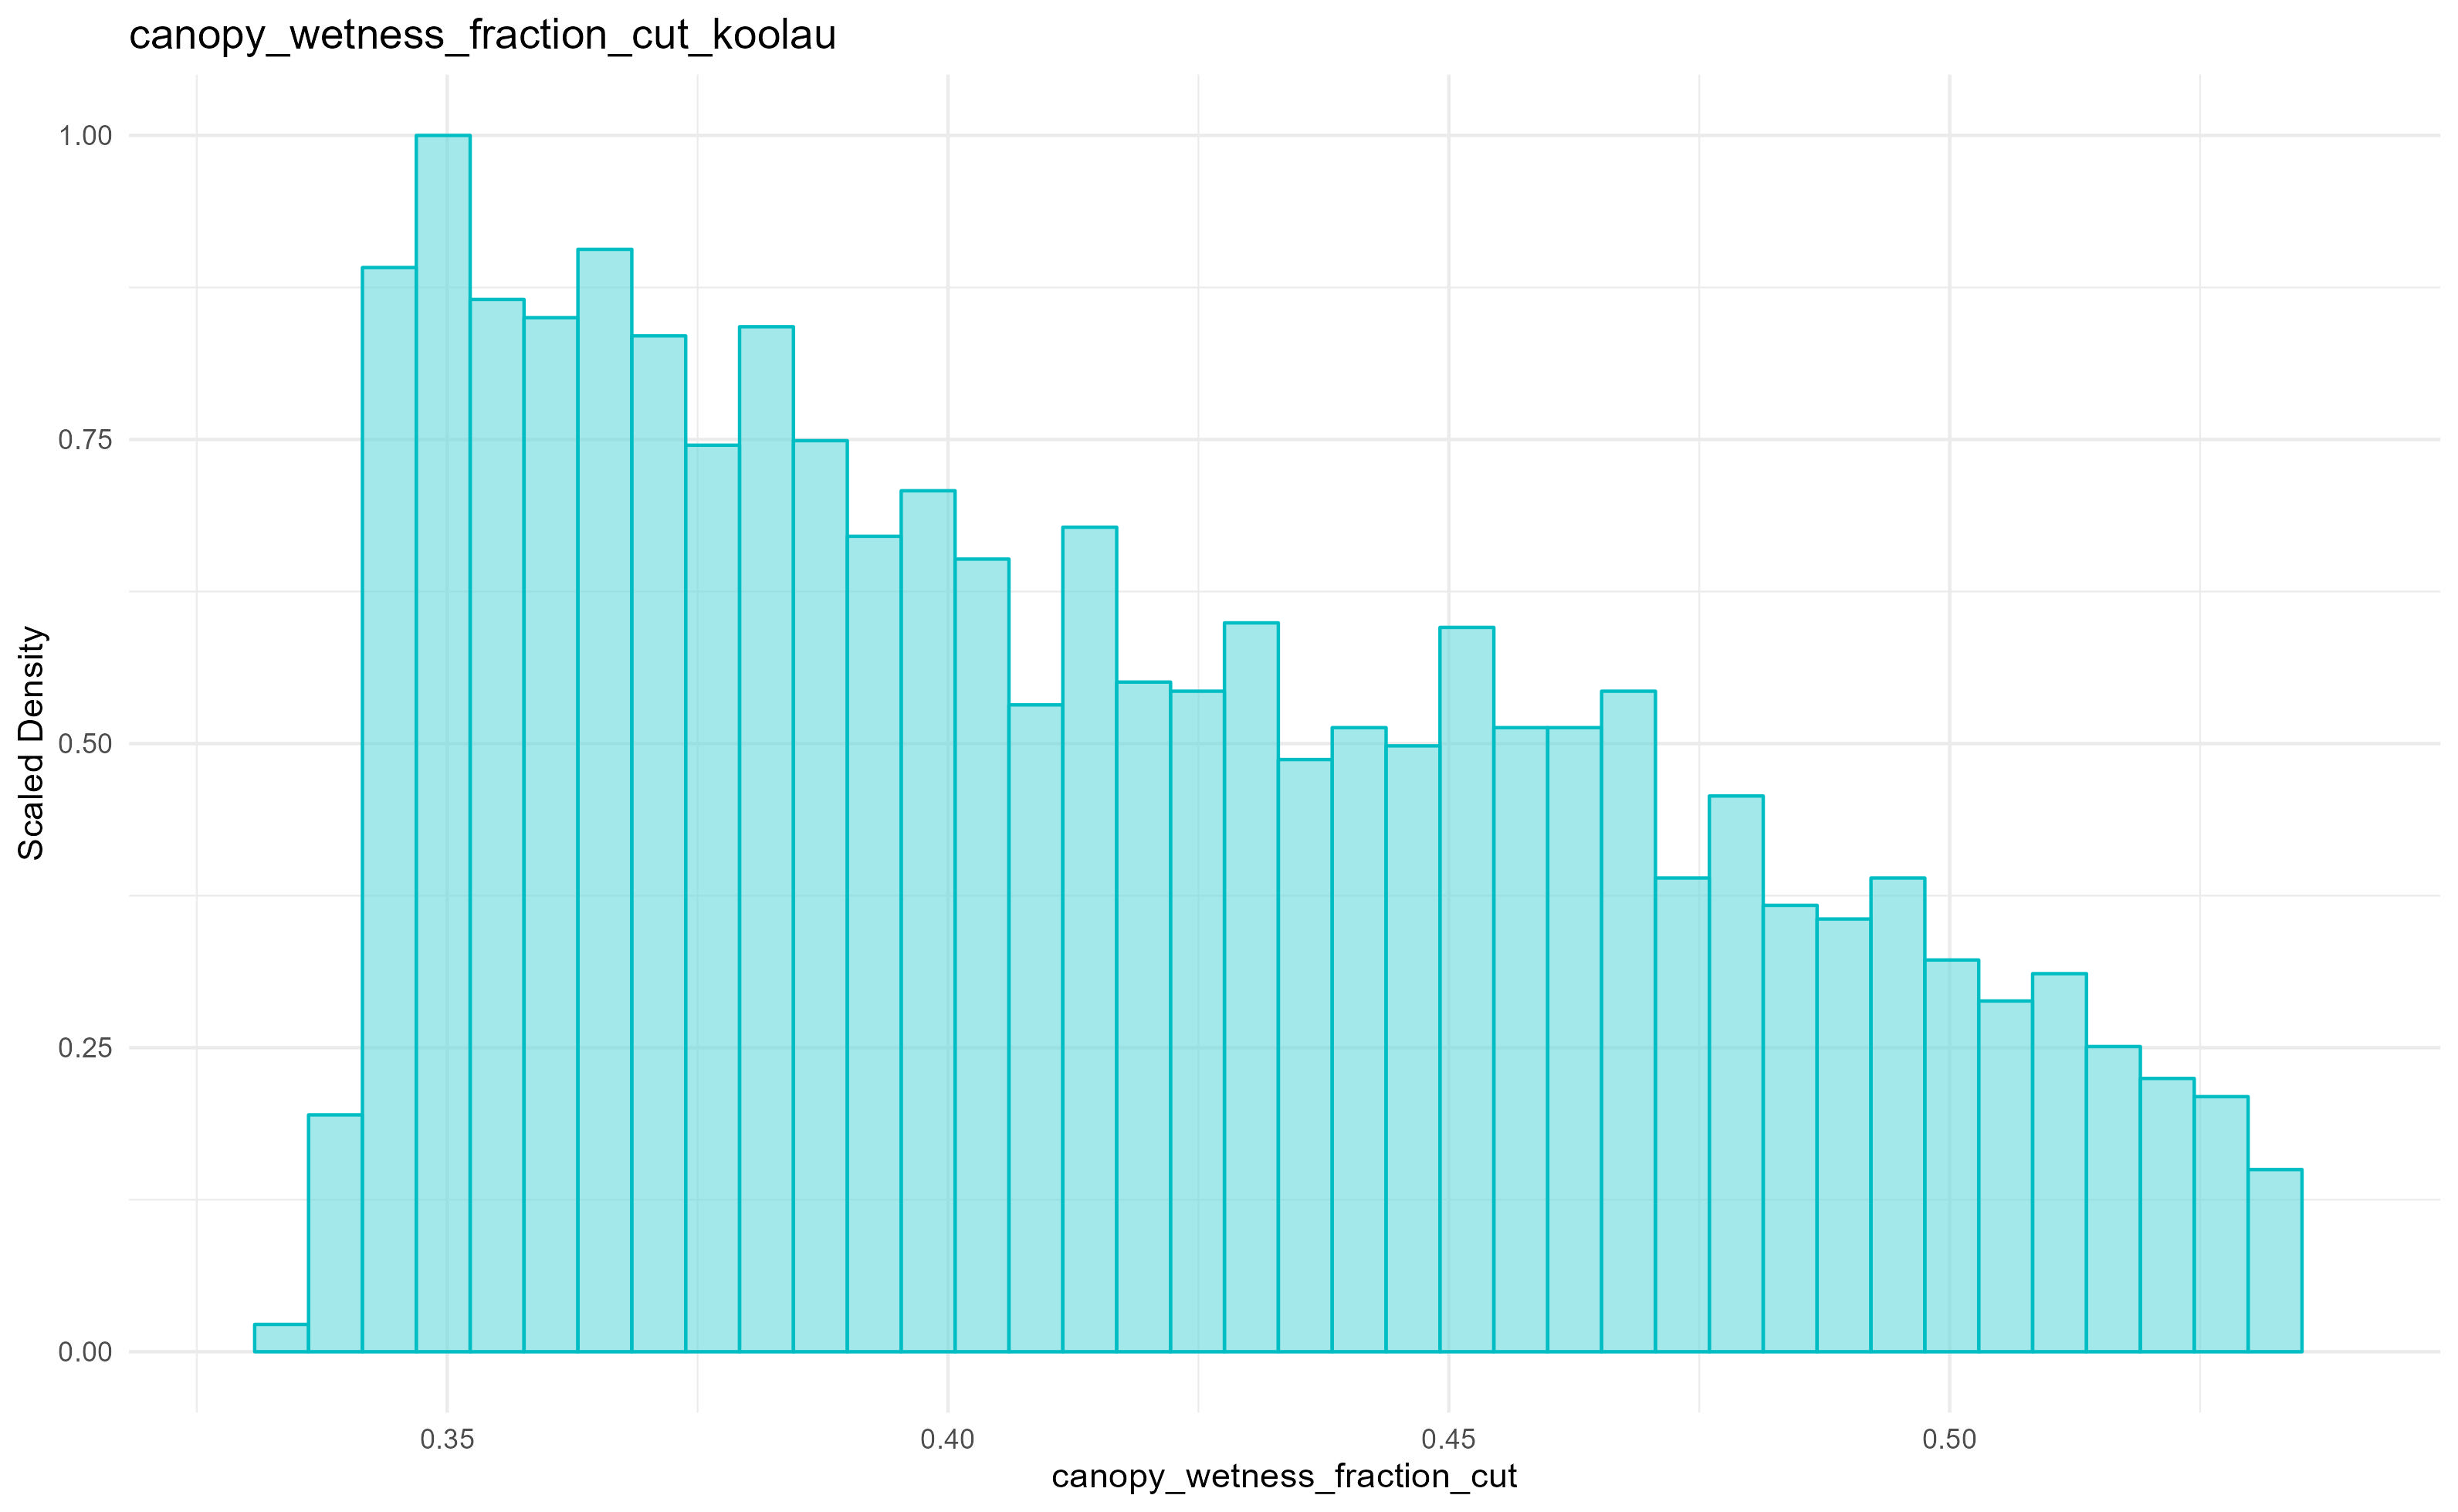 canopy_wetness_fraction_cut_koolau
1.00
0.75
0.50
0.25
0.00
Scaled Density
0.35 0.40 0.45 0.50
canopy_wetness_fraction_cut